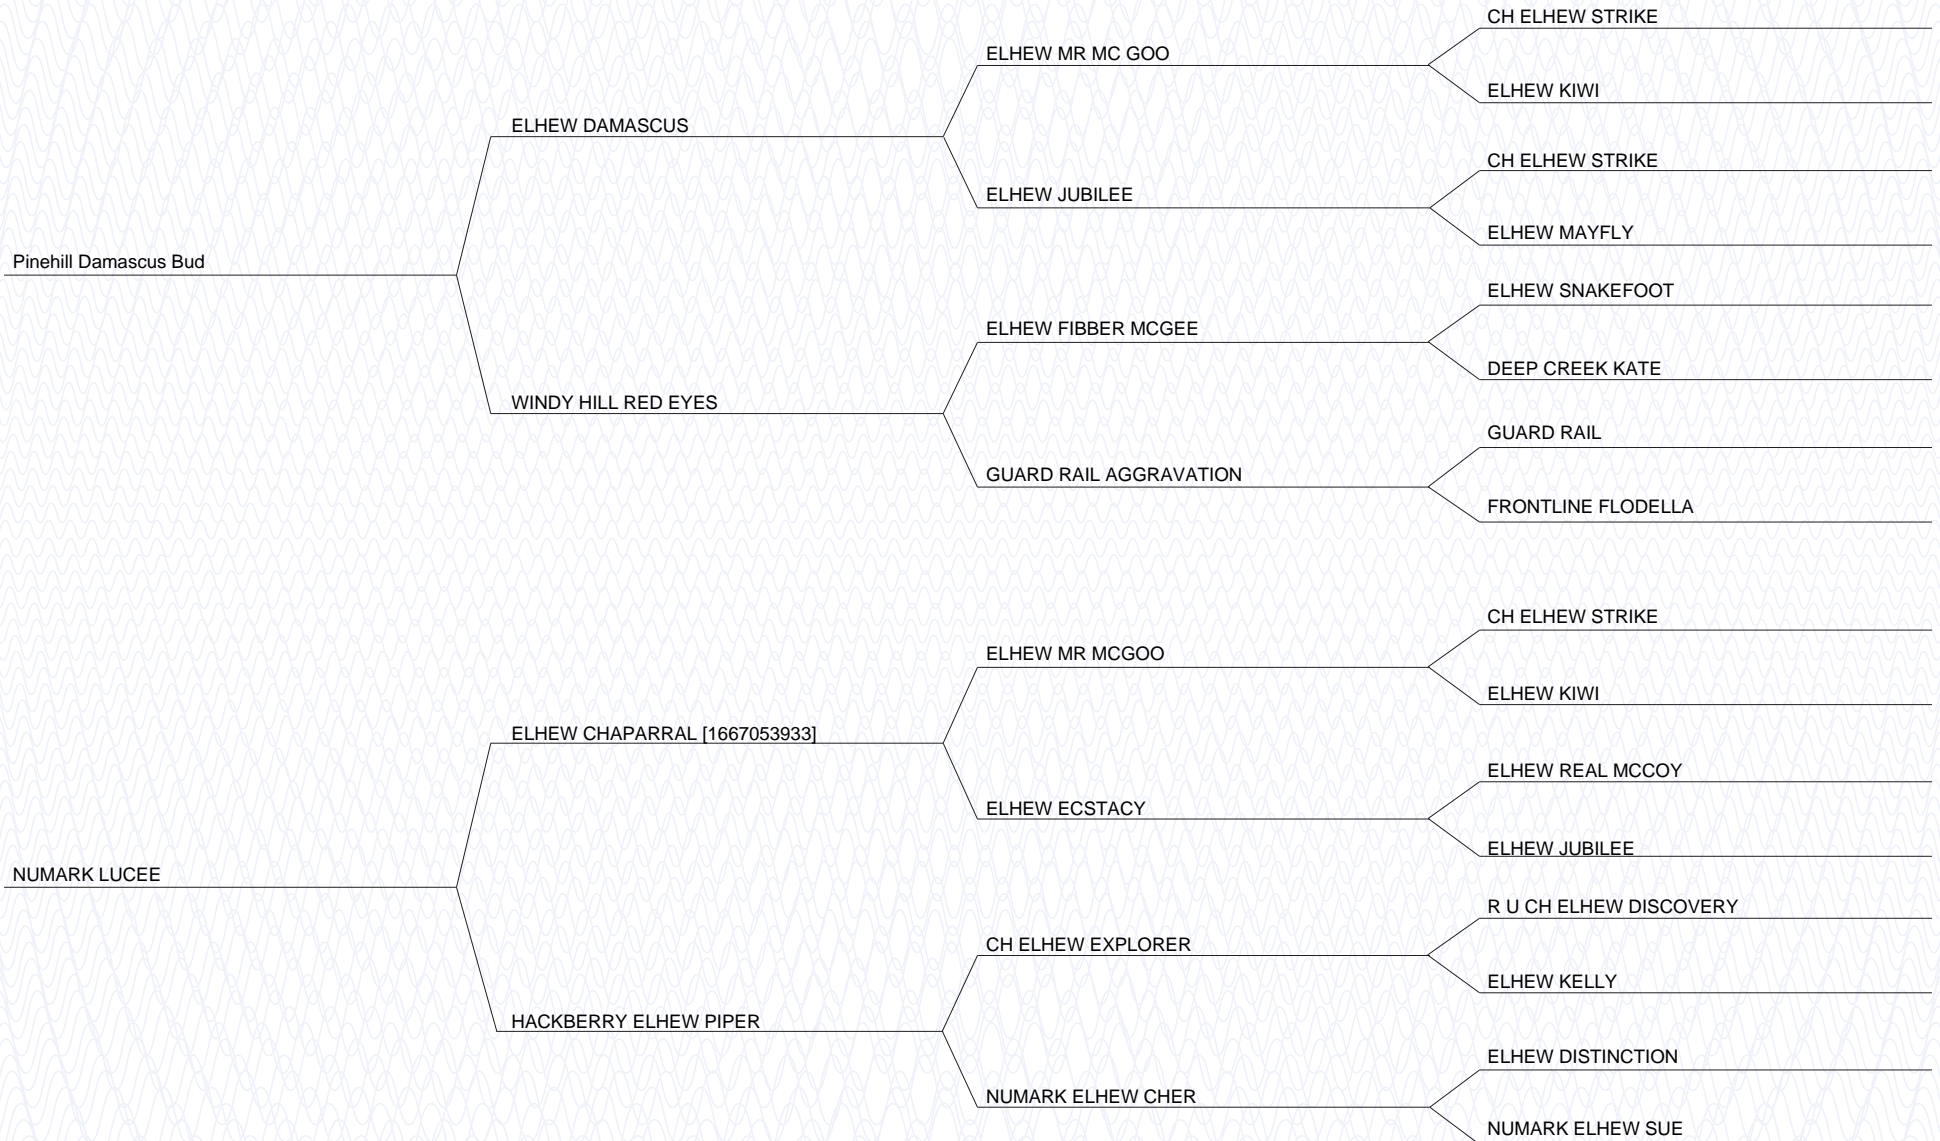 CH ELHEW STRIKE
ELHEW MR MC GOO
ELHEW KIWI
ELHEW DAMASCUS
CH ELHEW STRIKE
ELHEW JUBILEE
ELHEW MAYFLY
Pinehill Damascus Bud
ELHEW SNAKEFOOT
ELHEW FIBBER MCGEE
DEEP CREEK KATE
WINDY HILL RED EYES
GUARD RAIL
GUARD RAIL AGGRAVATION
FRONTLINE FLODELLA
CH ELHEW STRIKE
ELHEW MR MCGOO
ELHEW KIWI
ELHEW CHAPARRAL [1667053933]
ELHEW REAL MCCOY
ELHEW ECSTACY
ELHEW JUBILEE
NUMARK LUCEE
R U CH ELHEW DISCOVERY
CH ELHEW EXPLORER
ELHEW KELLY
HACKBERRY ELHEW PIPER
ELHEW DISTINCTION
NUMARK ELHEW CHER
NUMARK ELHEW SUE